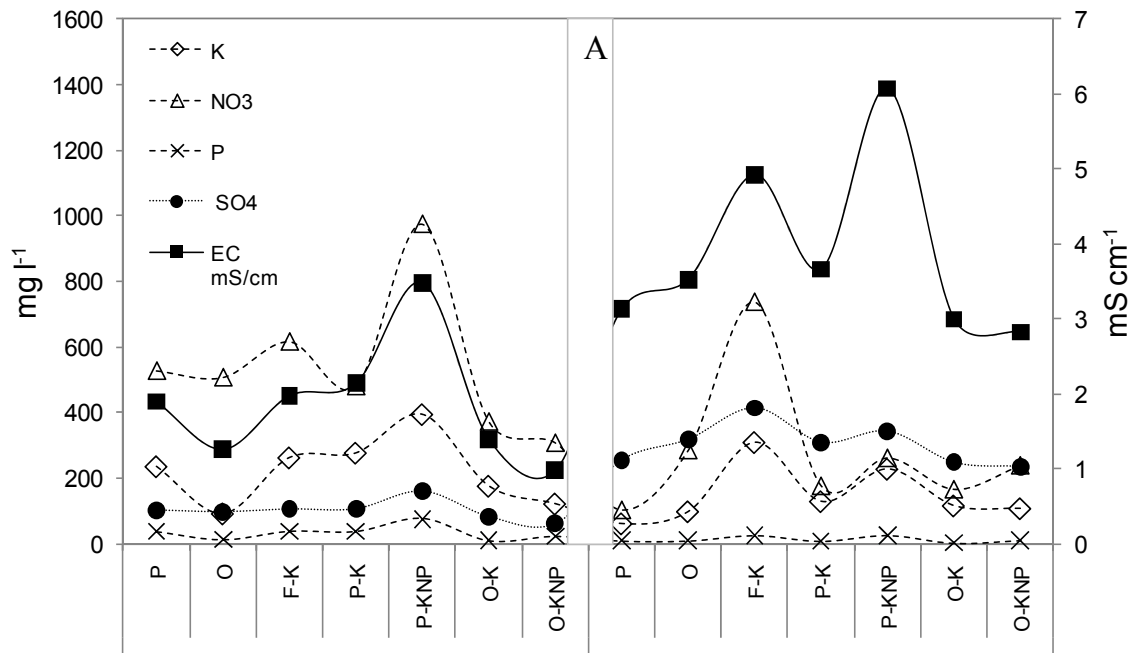 1600
1400
1200
1000
800
600
400
200
0
mg l-1
K
NO3
P
SO4
EC
mS/cm
A
7
6
5
4
3
2
1
0
mS cm-1
P
O
F-K
P-K
P-KNP
O-K
O-KNP
P
O
F-K
P-K
P-KNP
O-K
O-KNP